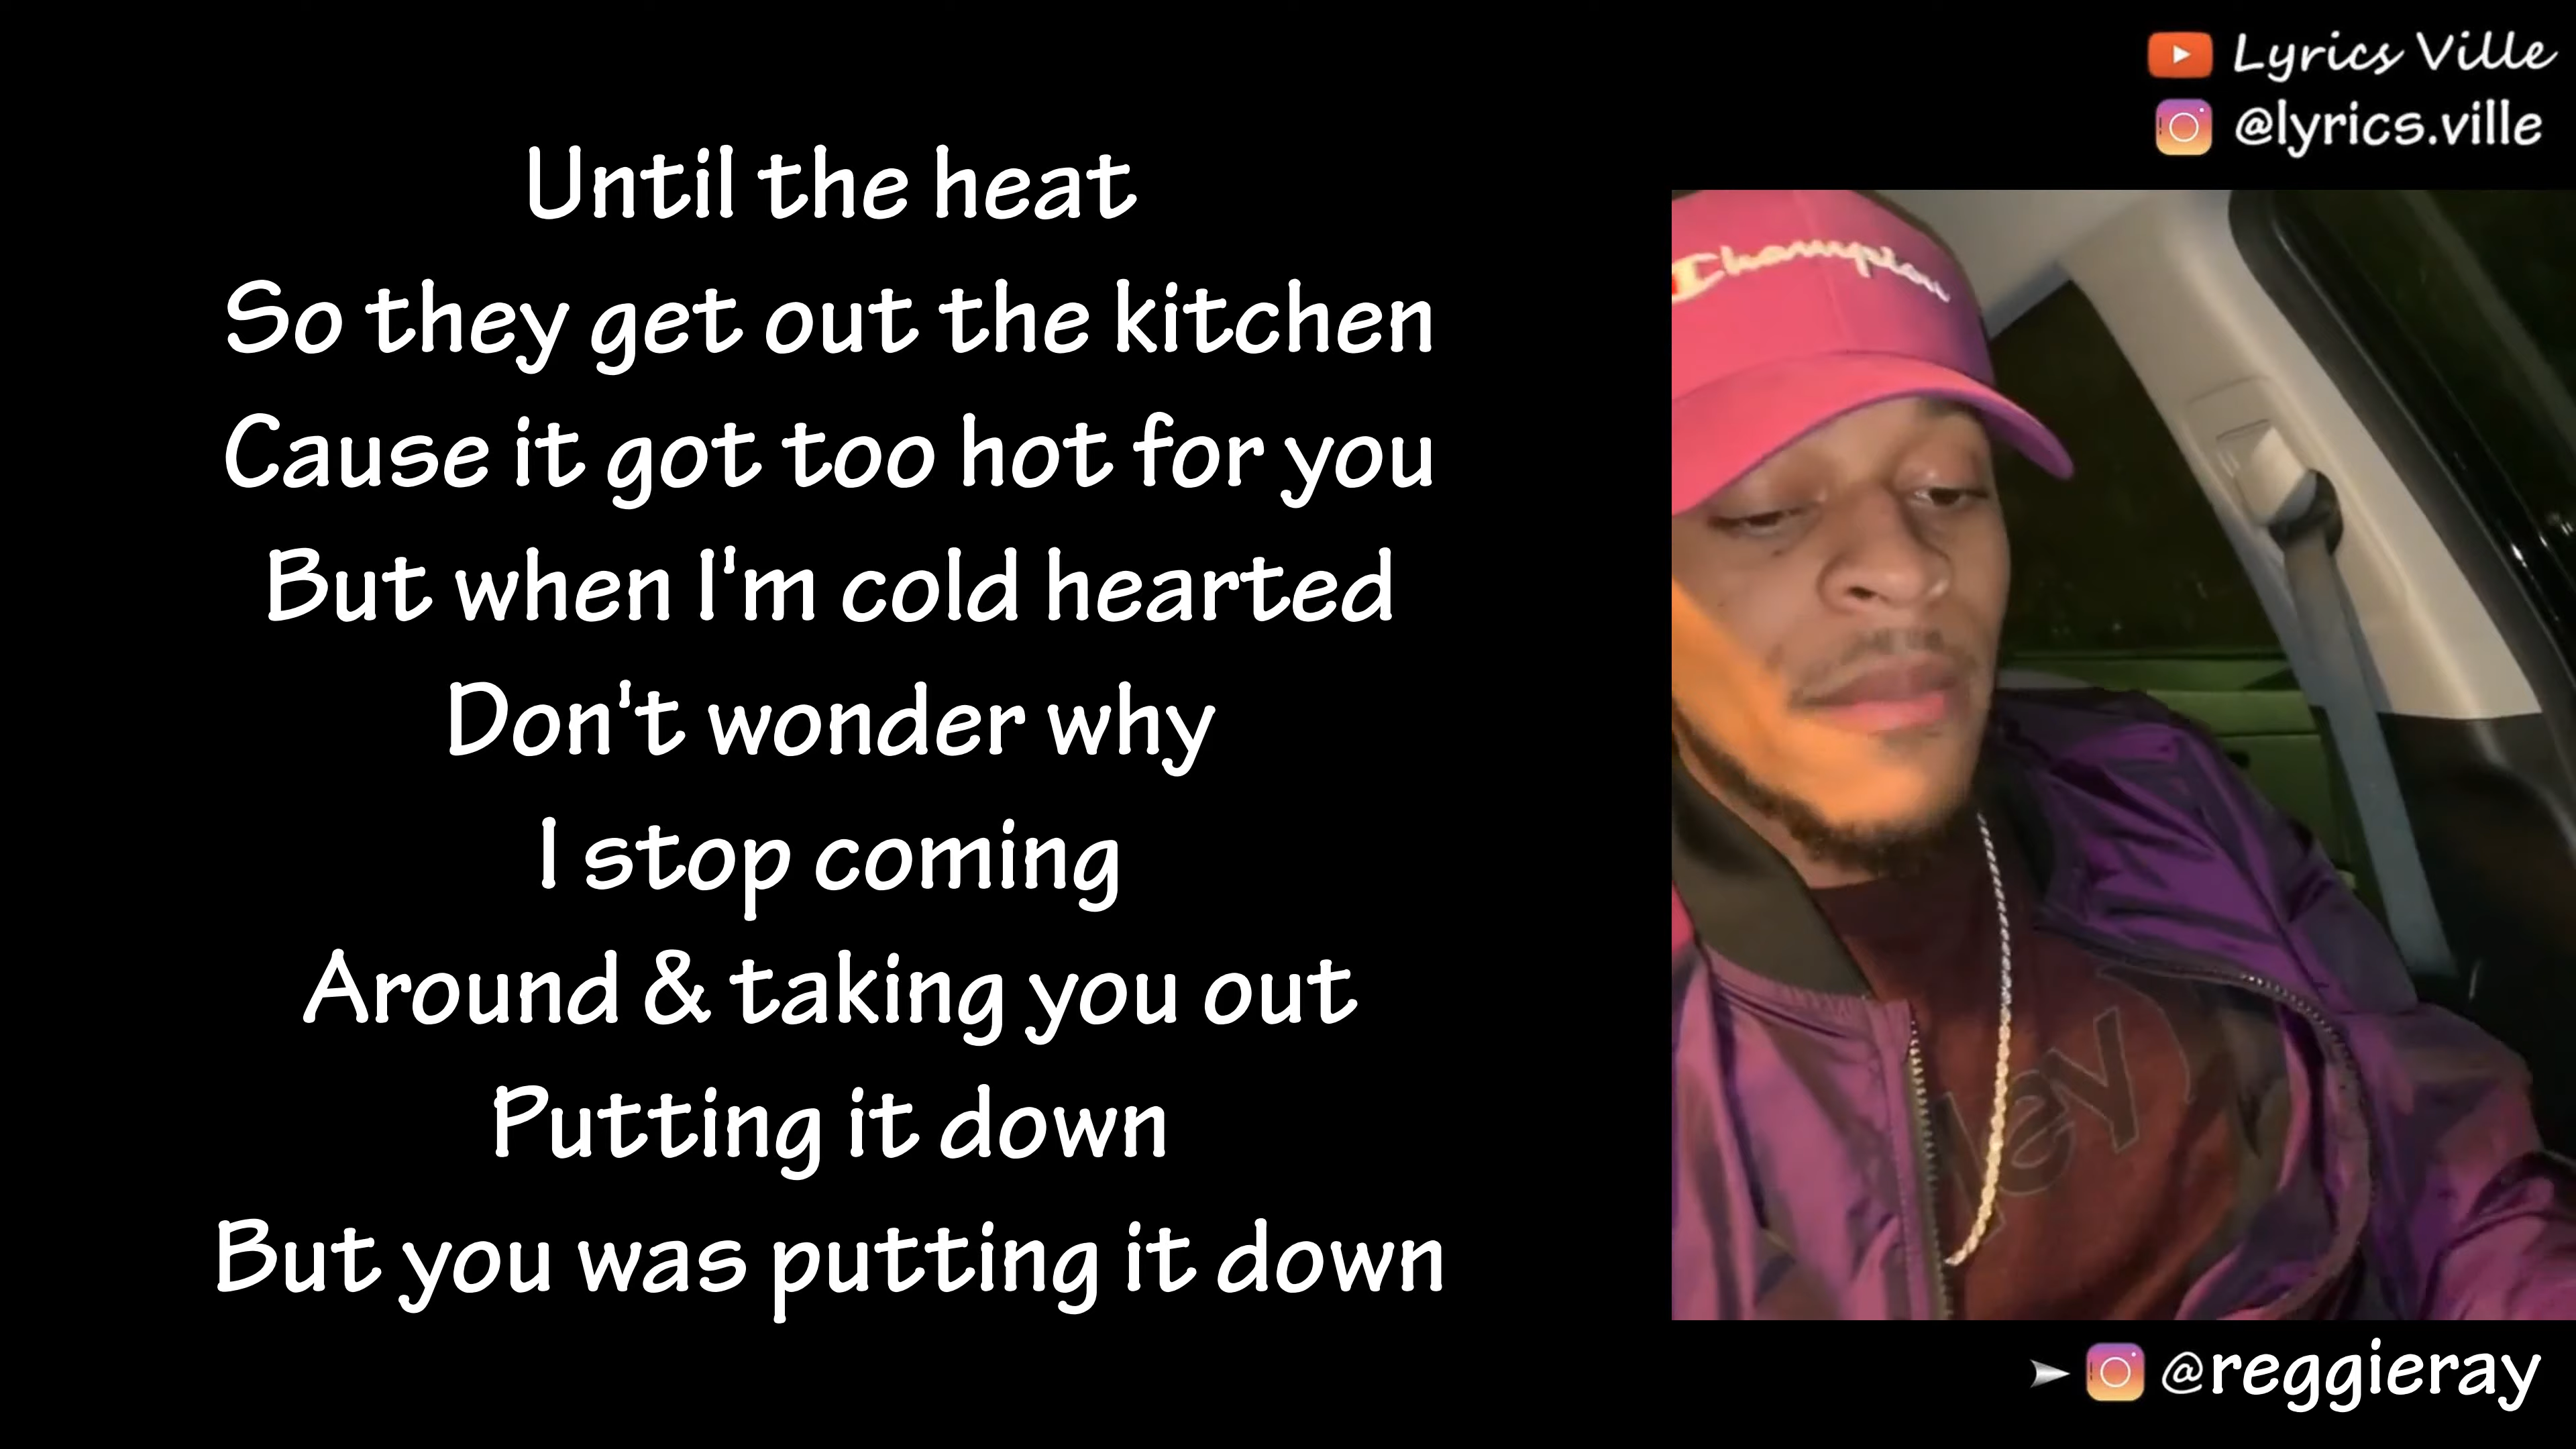 Lyrics Ville
@lyrics.ville
Until the heat
So they get out the kitchen
Cause it got too hot for you
But when I'm cold hearted
Don't wonder why
I stop coming
Around & taking you out
Putting it down
But you was putting it down
Champion
ley
@reggieray